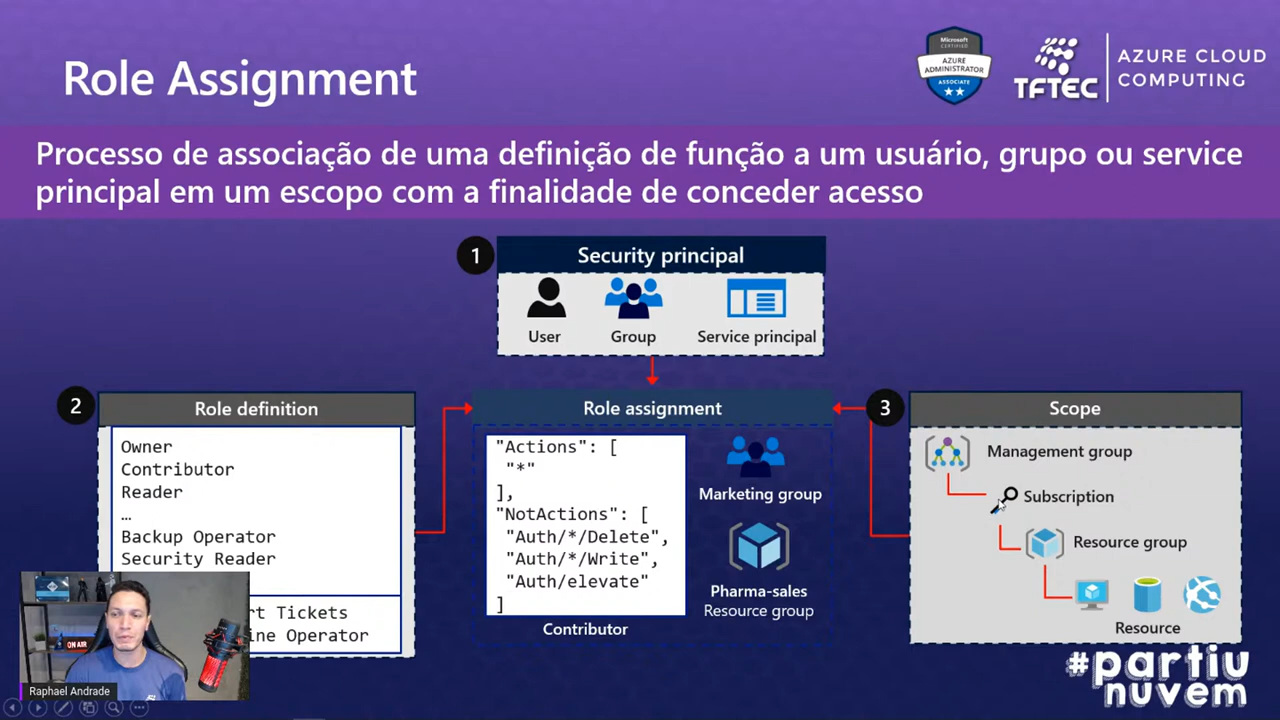 Role Assignment
Microsoft
CERTIFIED
AZURE
ADMINISTRATOR
ASSOCIATE
TFTEC
AZURE CLOUD
COMPUTING
Processo de associação de uma definição de função a um usuário, grupo ou service
principal em um escopo com a finalidade de conceder acesso
1
Security principal
User
Group
Service principal
2
Role definition
Owner
Contributor
Reader
…
Backup Operator
Security Reader
rt Tickets
ine Operator
Role assignment
"Actions": [
"*"
],
"NotActions": [
"Auth/*/Delete",
"Auth/*/Write",
"Auth/elevate"
]
Contributor
Marketing group
Pharma-sales
Resource group
3
Scope
Management group
Subscription
Resource group
Resource
ON AIR
Raphael Andrade
#partiu
nuvem